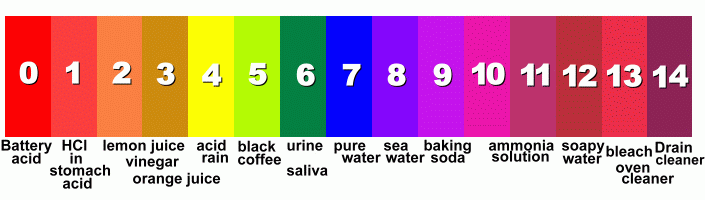 0 1 2 3 4 5 6 7 8 9 10 11 12 13 14
Battery
acid
HCl
in
stomach
acid
lemon juice
vinegar
orange juice
acid
rain
black
coffee
urine
saliva
pure
water
sea
water
baking
soda
ammonia
solution
soapy
water
bleach
oven
cleaner
Drain
cleaner